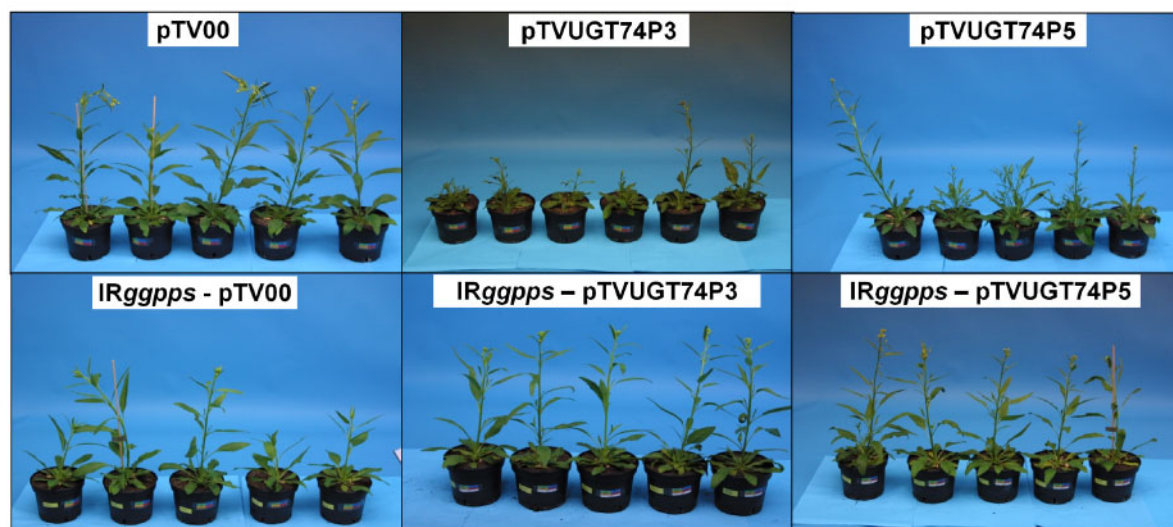 pTV00
pTVUGT74P3
pTVUGT74P5
IRggpps - pTV00
IRggpps – pTVUGT74P3
IRggpps – pTVUGT74P5